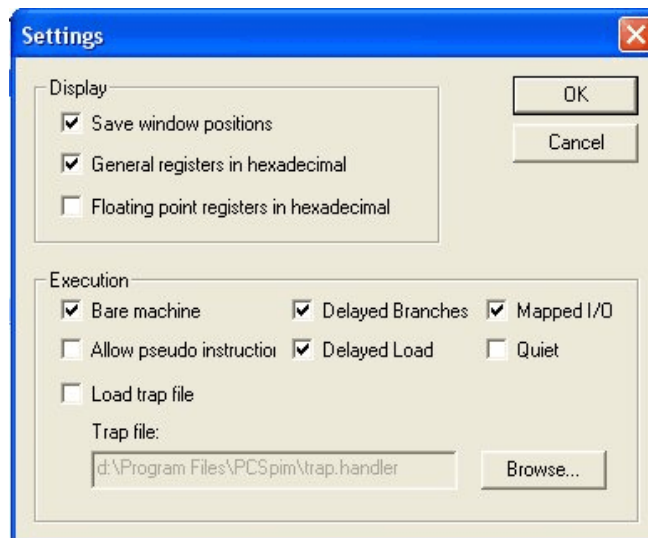 Settings
Display
OK
Save window positions
Cancel
General registers in hexadecimal
Floating point registers in hexadecimal
Execution
Bare machine
Delayed Branches
Mapped I/O
Allow pseudo instruction
Delayed Load
Quiet
Load trap file
Trap file:
d:\Program Files\PCSpim\trap.handler
Browse...